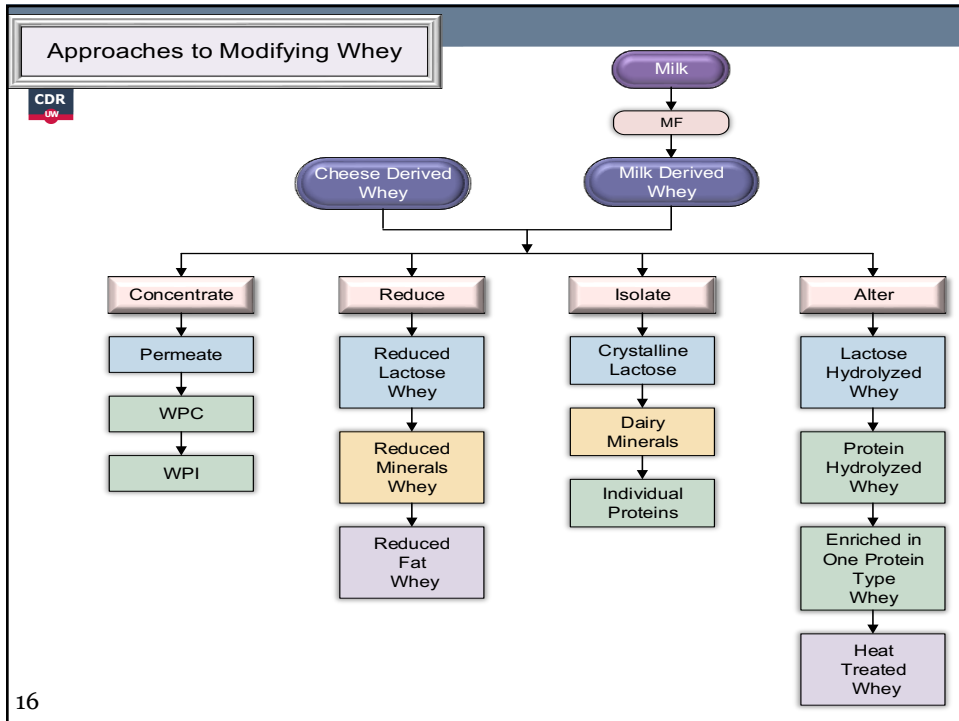 Approaches to Modifying Whey
CDR
UW
Milk
MF
Cheese Derived
Whey
Milk Derived
Whey
Concentrate
Reduce
Isolate
Alter
Permeate
WPC
WPI
Reduced
Lactose
Whey
Reduced
Minerals
Whey
Reduced
Fat
Whey
Crystalline
Lactose
Dairy
Minerals
Individual
Proteins
Lactose
Hydrolyzed
Whey
Protein
Hydrolyzed
Whey
Enriched in
One Protein
Type
Whey
Heat
Treated
Whey
16